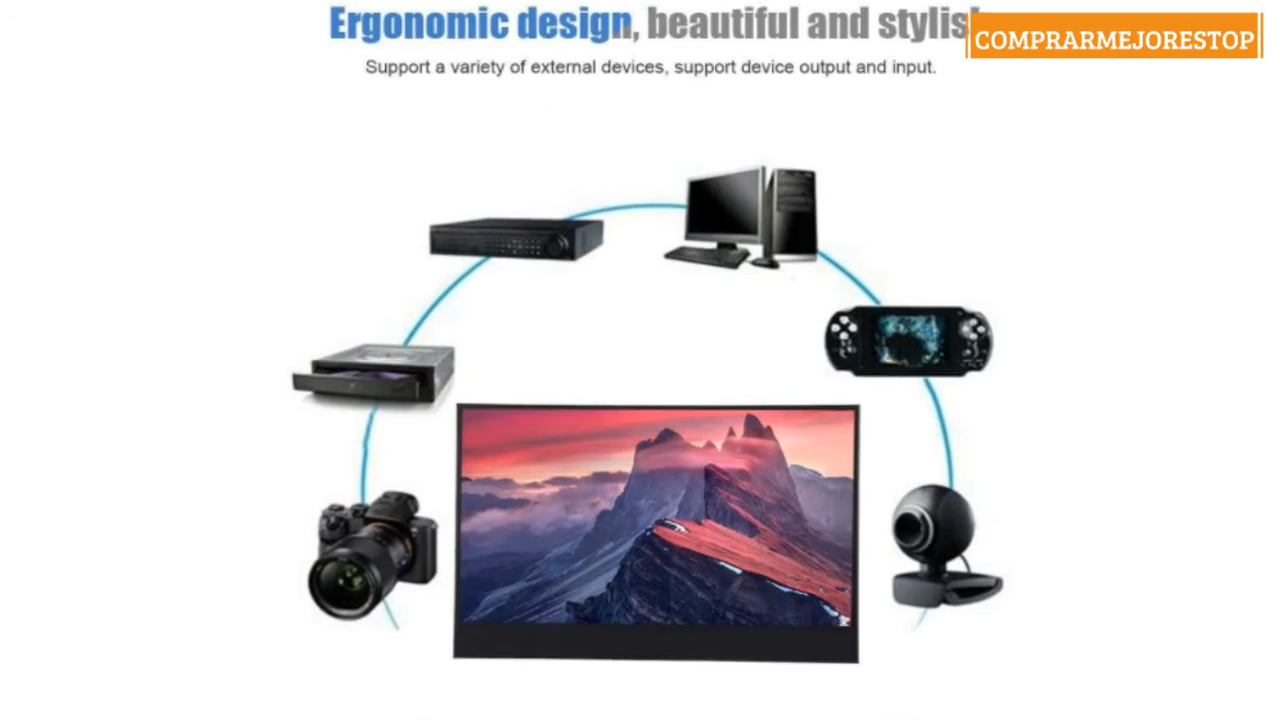 Ergonomic design, beautiful and stylis
COMPRARMEJORESTOP
Support a variety of external devices, support device output and input.